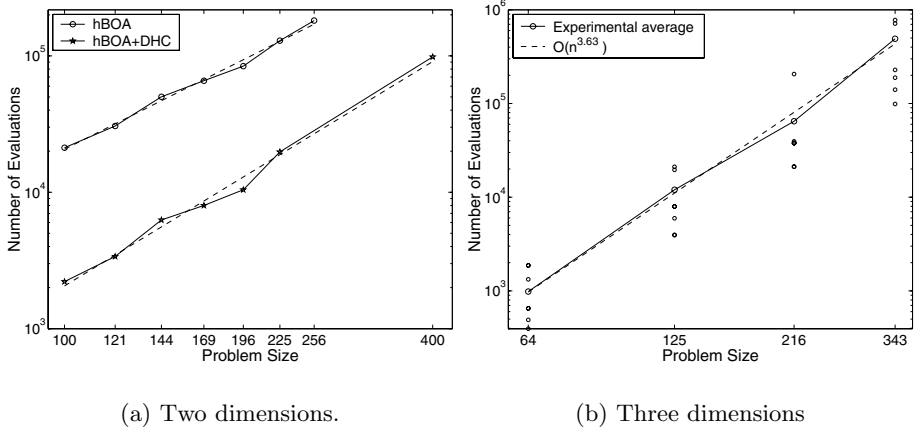 hBOA
hBOA+DHC
10^5
10^4
10^3
Number of Evaluations
100 121 144 169 196 225 256 400
Problem Size
(a) Two dimensions.
Experimental average
O(n^3.63)
10^6
10^5
10^4
10^3
Number of Evaluations
64 125 216 343
Problem Size
(b) Three dimensions